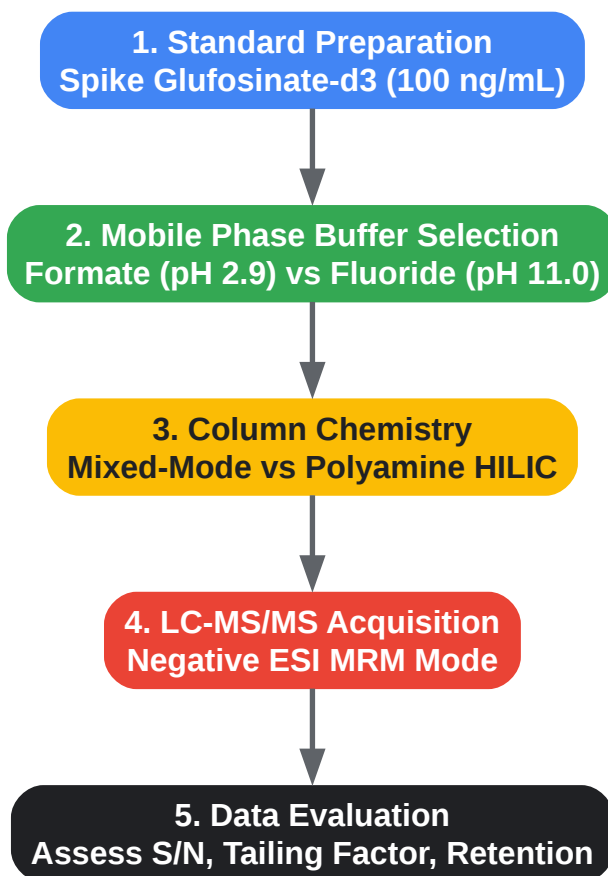 1. Standard Preparation
Spike Glufosinate-d3 (100 ng/mL)
2. Mobile Phase Buffer Selection
Formate (pH 2.9) vs Fluoride (pH 11.0)
3. Column Chemistry
Mixed-Mode vs Polyamine HILIC
4. LC-MS/MS Acquisition
Negative ESI MRM Mode
5. Data Evaluation
Assess S/N, Tailing Factor, Retention